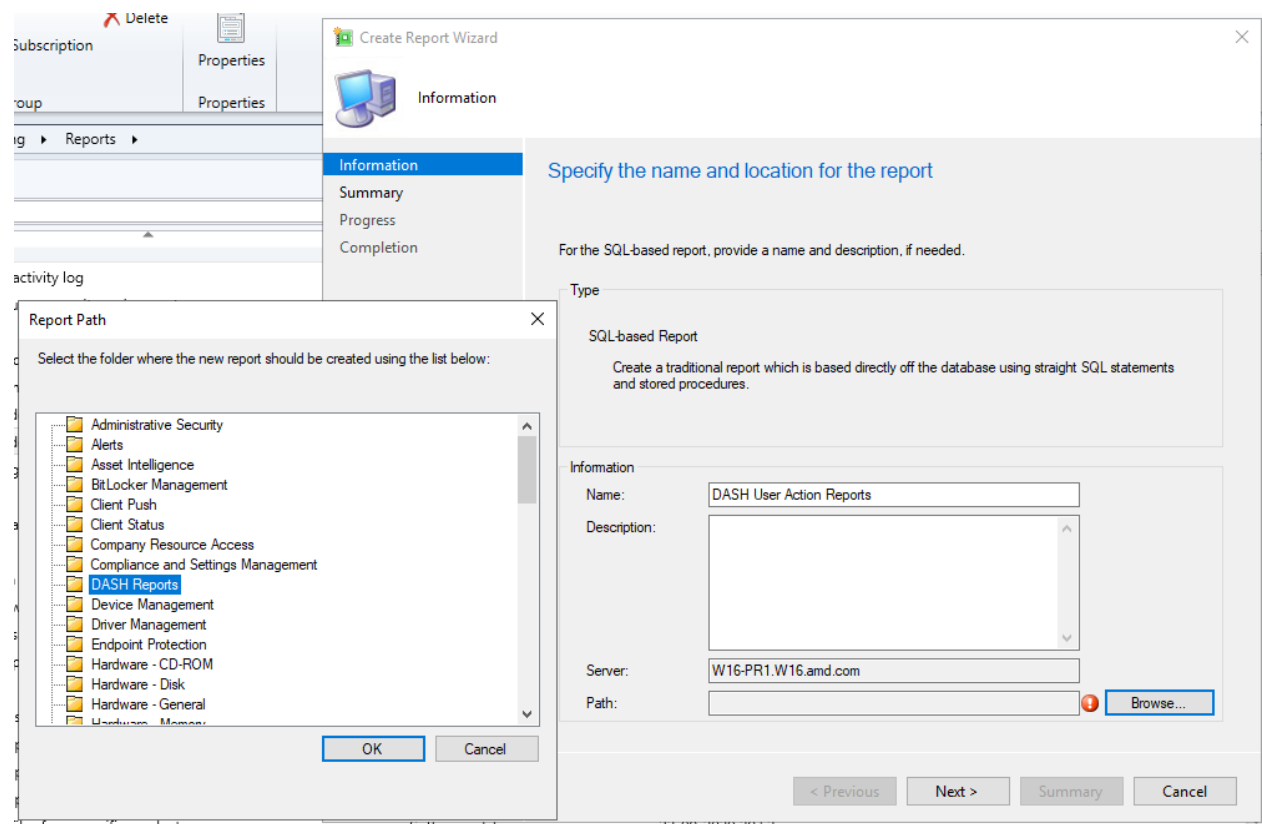 Delete
Subscription
Properties
Properties
Reports
activity log
Create Report Wizard
Information
Information
Summary
Progress
Completion
Specify the name and location for the report
For the SQL-based report, provide a name and description, if needed.
Type
SQL-based Report
Create a traditional report which is based directly off the database using straight SQL statements
and stored procedures.
Information
Name: DASH User Action Reports
Description:
Server: W16-PR1.W16.amd.com
Path: Browse...
< Previous Next > Summary Cancel
Report Path
Select the folder where the new report should be created using the list below:
Administrative Security
Alerts
Asset Intelligence
BitLocker Management
Client Push
Client Status
Company Resource Access
Compliance and Settings Management
DASH Reports
Device Management
Driver Management
Endpoint Protection
Hardware - CD-ROM
Hardware - Disk
Hardware - General
Hardware - Memory
OK Cancel